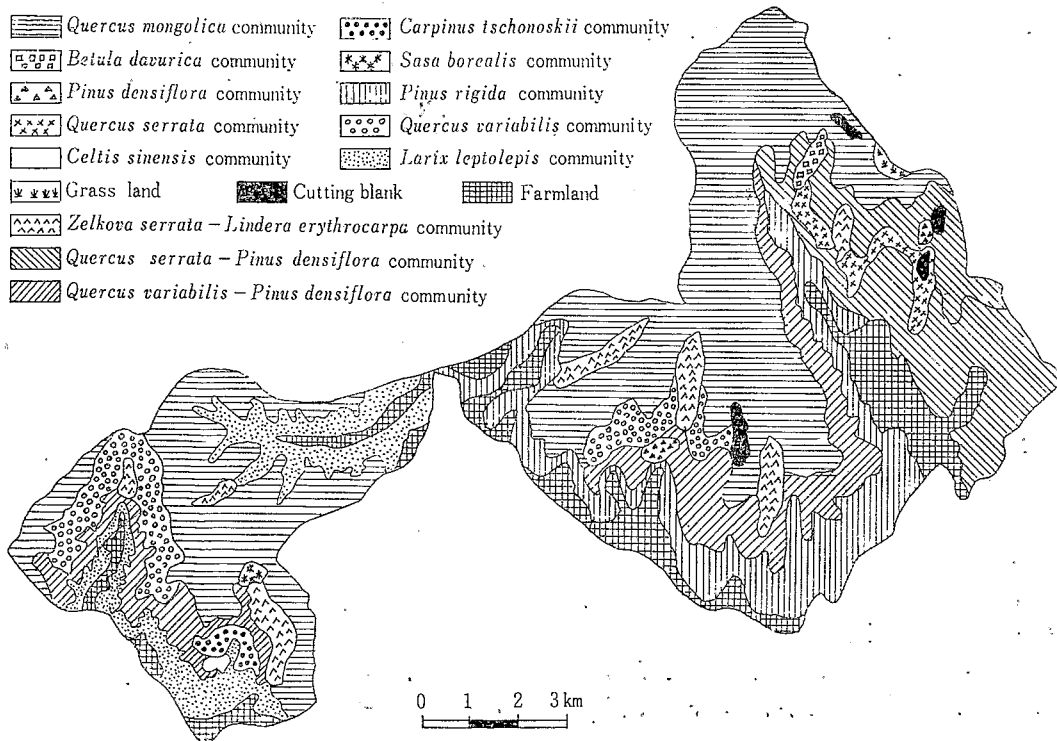 Quercus mongolica community
Carpinus tschonoskii community
Betula davurica community
Sasa borealis community
Pinus densiflora community
Pinus rigida community
Quercus serrata community
Quercus variabilis community
Celtis sinensis community
Larix leptolepis community
Grass land
Cutting blank
Farmland
Zelkova serrata – Lindera erythrocarpa community
Quercus serrata – Pinus densiflora community
Quercus variabilis – Pinus densiflora community
0 1 2 3 km